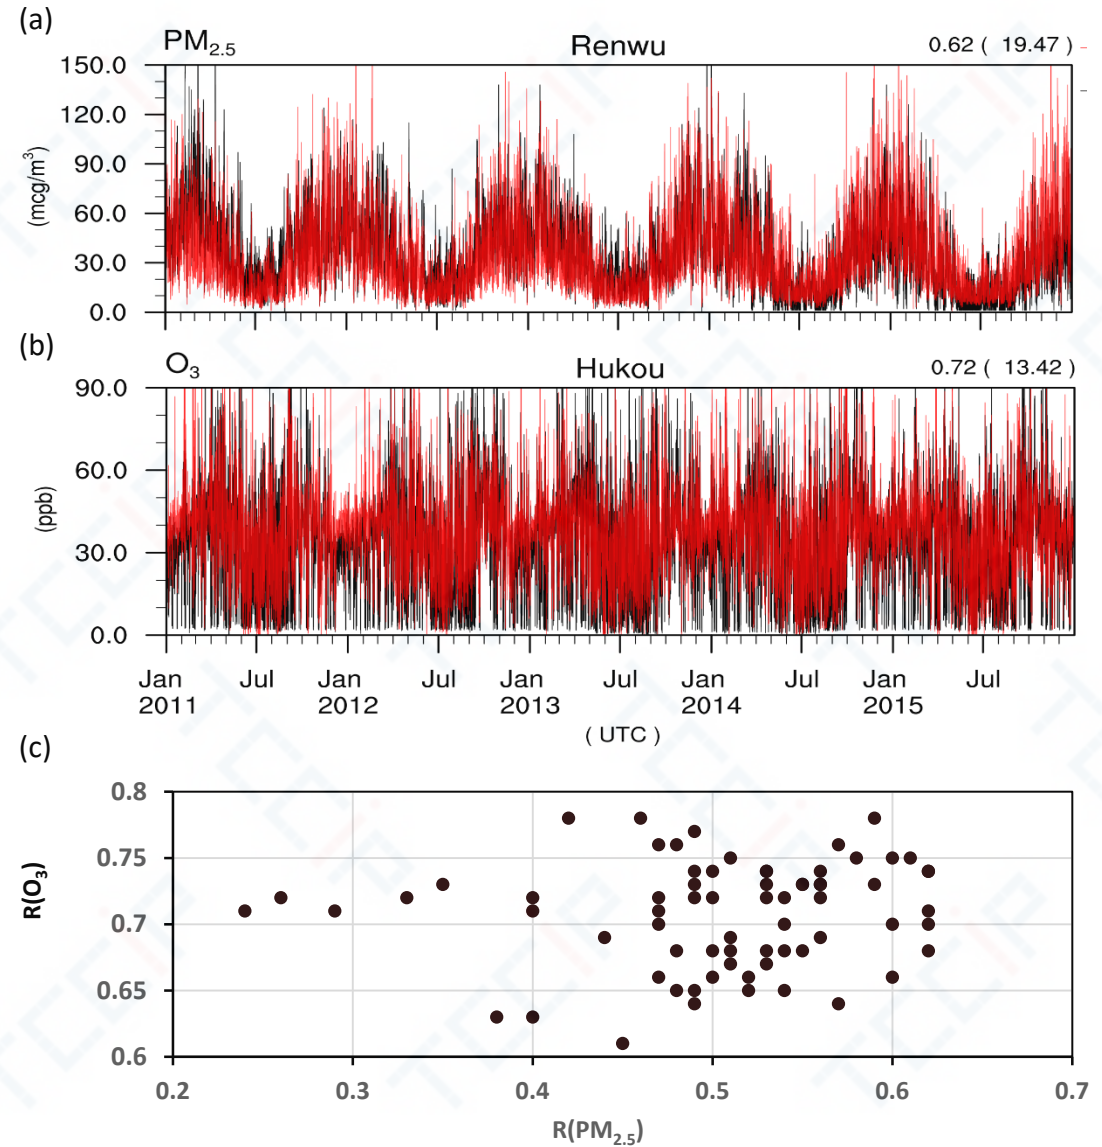 (a)
PM2.5 Renwu 0.62 ( 19.47 )
150.0
120.0
90.0
60.0
30.0
0.0
(mcg/m3)
(b)
O3 Hukou 0.72 ( 13.42 )
90.0
60.0
30.0
0.0
(ppb)
Jan Jul Jan Jul Jan Jul Jan Jul Jan Jul
2011 2012 2013 2014 2015
( UTC )
(c)
0.8
0.75
0.7
0.65
0.6
R(O3)
0.2 0.3 0.4 0.5 0.6 0.7
R(PM2.5)
TCCIP